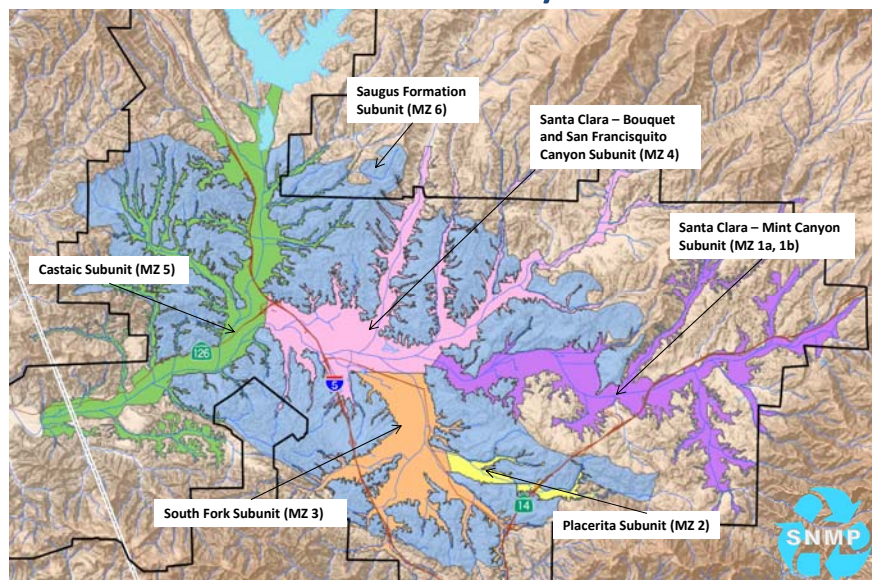 Saugus Formation
Subunit (MZ 6)
Santa Clara – Bouquet
and San Francisquito
Canyon Subunit (MZ 4)
Santa Clara – Mint Canyon
Subunit (MZ 1a, 1b)
Castaic Subunit (MZ 5)
126
5
14
South Fork Subunit (MZ 3)
Placerita Subunit (MZ 2)
SNMP